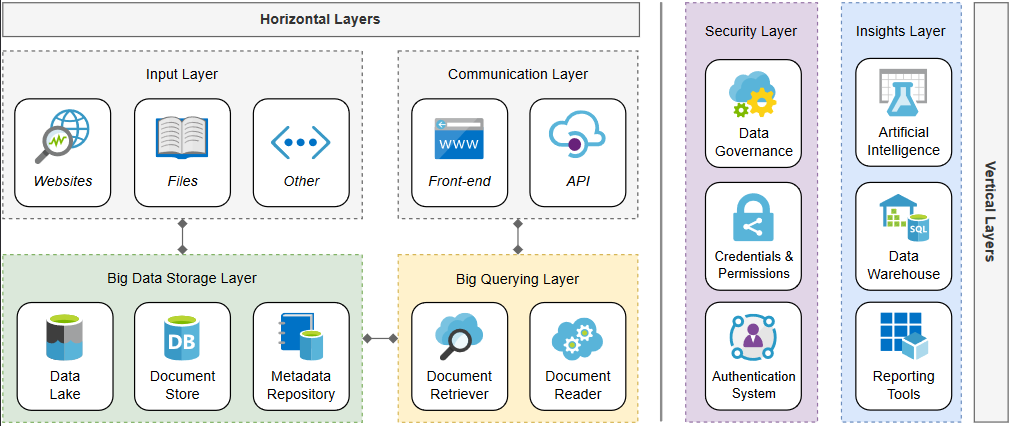 Horizontal Layers
Input Layer
Websites
Files
Other
Communication Layer
WWW
Front-end
API
Big Data Storage Layer
Data
Lake
DB
Document
Store
Metadata
Repository
Big Querying Layer
Document
Retriever
Document
Reader
Security Layer
Data
Governance
Credentials &
Permissions
Authentication
System
Insights Layer
Artificial
Intelligence
SQL
Data
Warehouse
Reporting
Tools
Vertical Layers